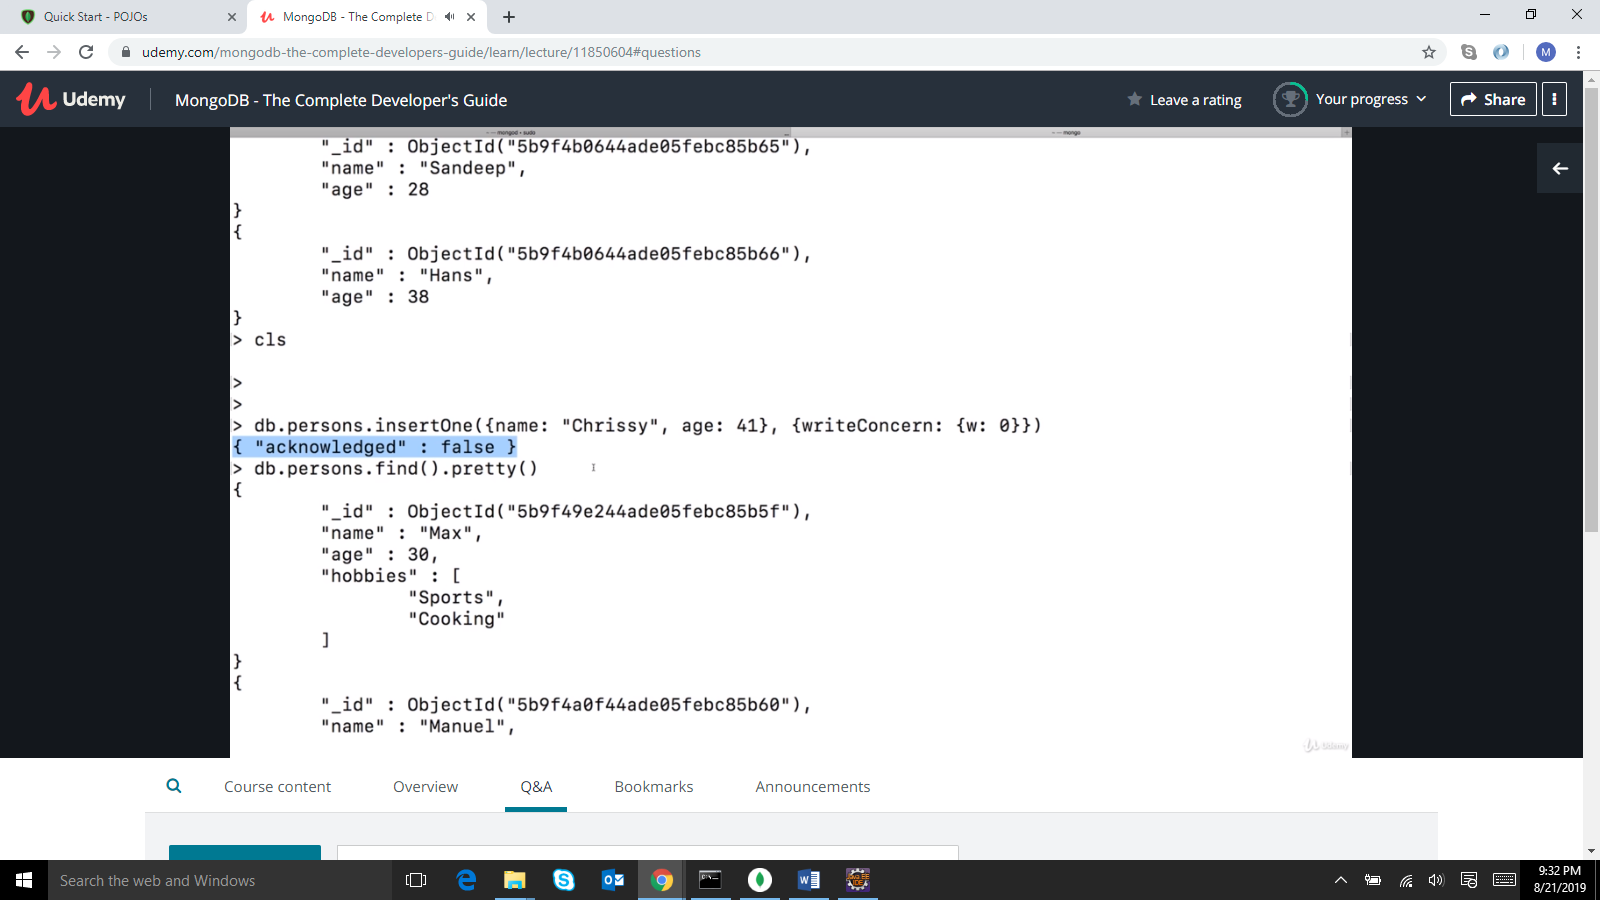 Quick Start - POJOs
MongoDB - The Complete D
udemy.com/mongodb-the-complete-developers-guide/learn/lecture/11850604#questions
M
Udemy
MongoDB - The Complete Developer's Guide
Leave a rating
Your progress
Share
mongod • sudo
mongo
"_id" : ObjectId("5b9f4b0644ade05febc85b65"),
"name" : "Sandeep",
"age" : 28
}
{
"_id" : ObjectId("5b9f4b0644ade05febc85b66"),
"name" : "Hans",
"age" : 38
}
> cls
>
>
> db.persons.insertOne({name: "Chrissy", age: 41}, {writeConcern: {w: 0}})
{ "acknowledged" : false }
> db.persons.find().pretty()
{
"_id" : ObjectId("5b9f49e244ade05febc85b5f"),
"name" : "Max",
"age" : 30,
"hobbies" : [
"Sports",
"Cooking"
]
}
{
"_id" : ObjectId("5b9f4a0f44ade05febc85b60"),
"name" : "Manuel",
Udemy
Course content
Overview
Q&A
Bookmarks
Announcements
Search the web and Windows
9:32 PM
8/21/2019